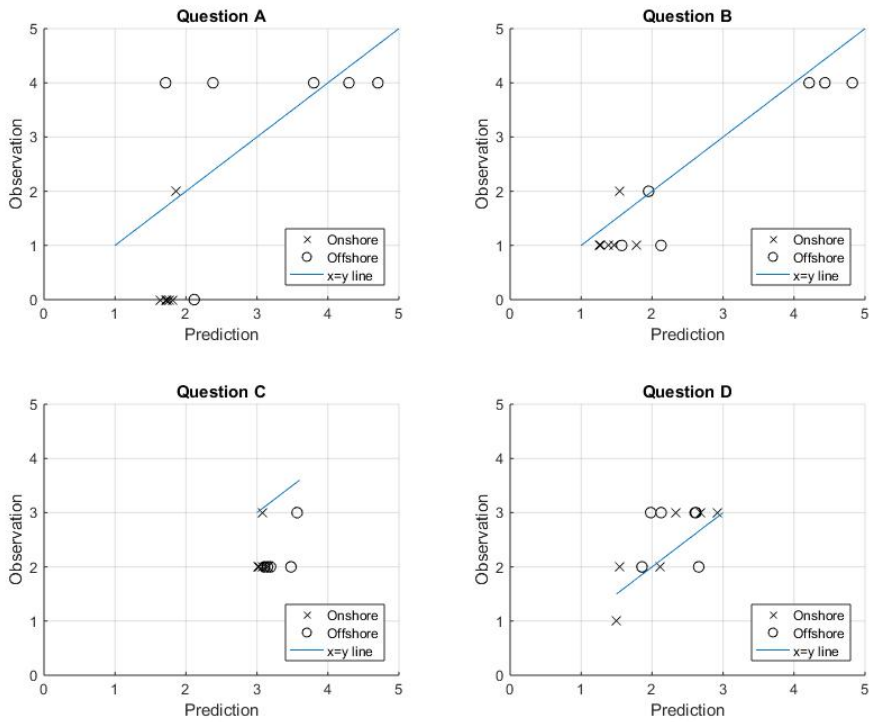 Question A
5
4
3
2
1
0
Observation
0 1 2 3 4 5
Prediction
Onshore
Offshore
x=y line
Question B
5
4
3
2
1
0
Observation
0 1 2 3 4 5
Prediction
Onshore
Offshore
x=y line
Question C
5
4
3
2
1
0
Observation
0 1 2 3 4 5
Prediction
Onshore
Offshore
x=y line
Question D
5
4
3
2
1
0
Observation
0 1 2 3 4 5
Prediction
Onshore
Offshore
x=y line